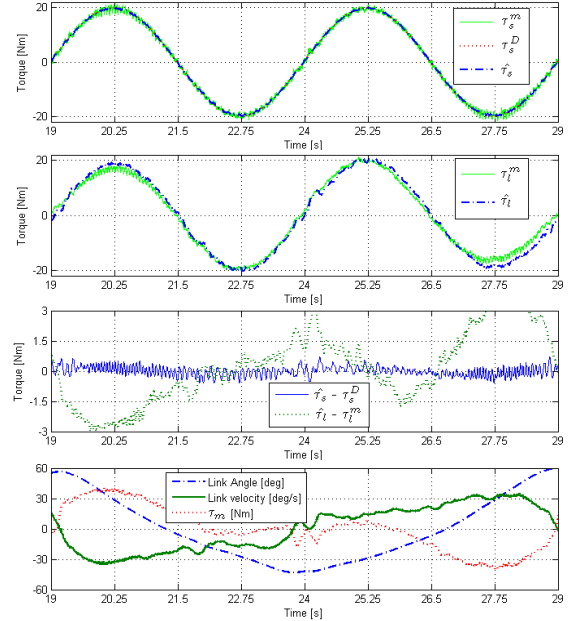 20
0
-20
Torque [Nm]
τ_s^m
τ_s^D
τ̂_s
19 20.25 21.5 22.75 24 25.25 26.5 27.75 29
Time [s]
20
0
-20
Torque [Nm]
τ_l^m
τ̂_l
19 20.25 21.5 22.75 24 25.25 26.5 27.75 29
Time [s]
3
1.5
0
-1.5
-3
Torque [Nm]
τ̂_s - τ_s^D
τ̂_l - τ_l^m
19 20.25 21.5 22.75 24 25.25 26.5 27.75 29
Time [s]
60
30
0
-30
-60
Link Angle [deg]
Link velocity [deg/s]
τ_m [Nm]
19 20.25 21.5 22.75 24 25.25 26.5 27.75 29
Time [s]